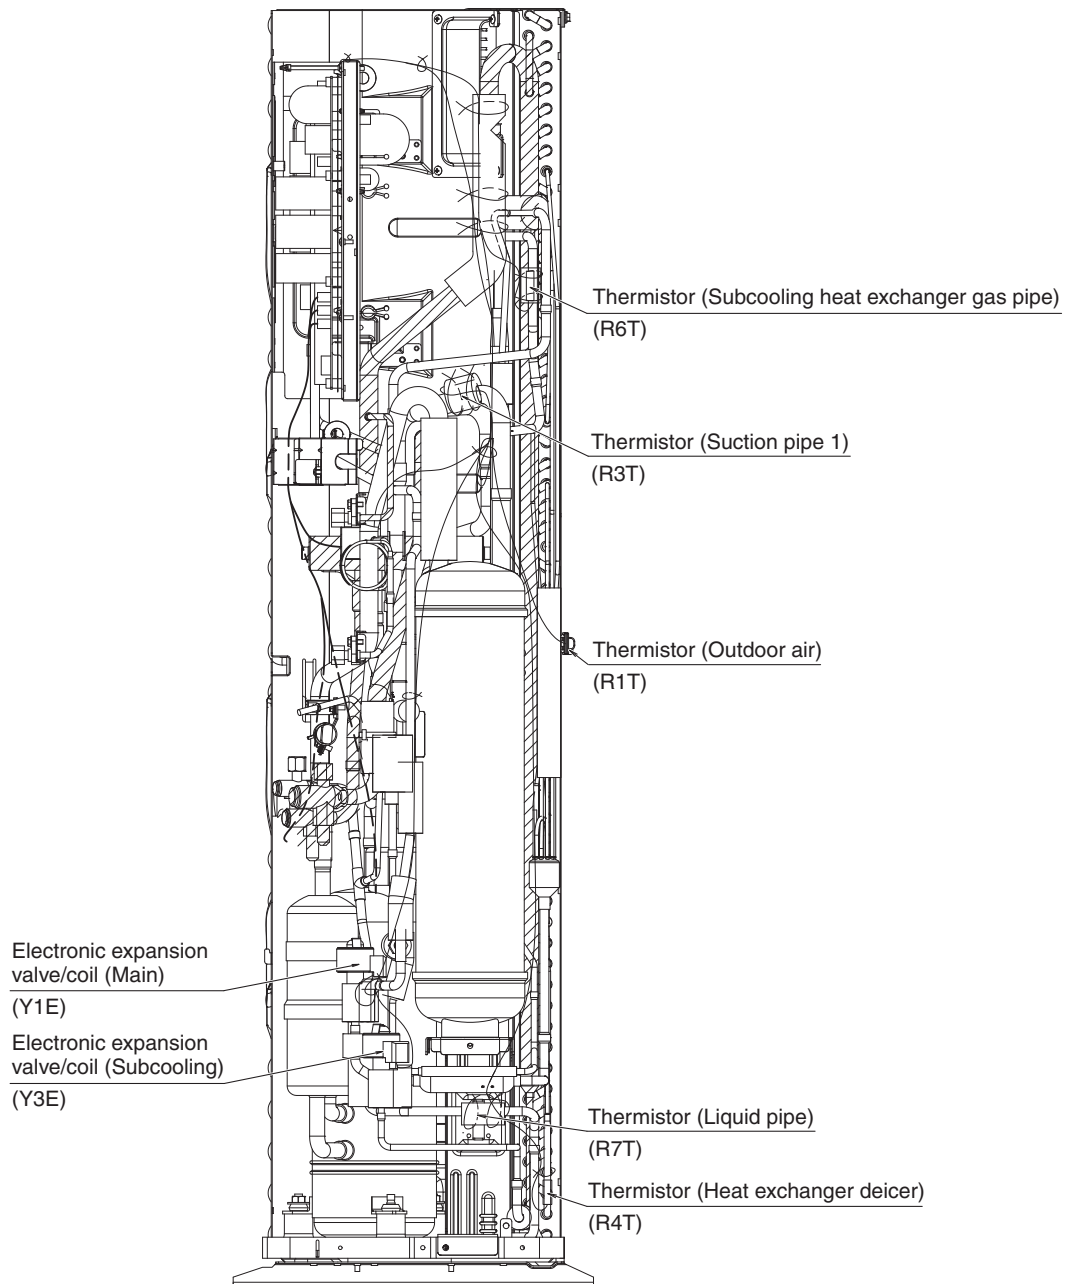 Thermistor (Subcooling heat exchanger gas pipe)
(R6T)
Thermistor (Suction pipe 1)
(R3T)
Thermistor (Outdoor air)
(R1T)
Electronic expansion
valve/coil (Main)
(Y1E)
Electronic expansion
valve/coil (Subcooling)
(Y3E)
Thermistor (Liquid pipe)
(R7T)
Thermistor (Heat exchanger deicer)
(R4T)